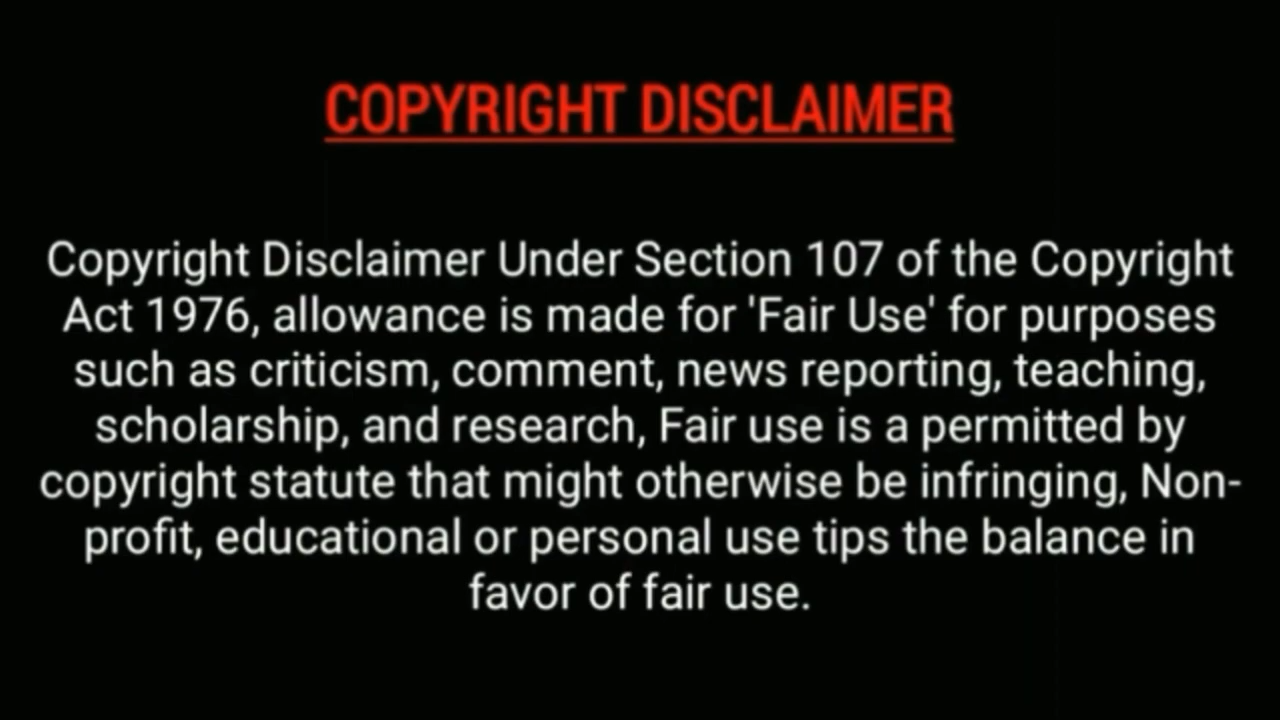 COPYRIGHT DISCLAIMER
Copyright Disclaimer Under Section 107 of the Copyright
Act 1976, allowance is made for 'Fair Use' for purposes
such as criticism, comment, news reporting, teaching,
scholarship, and research, Fair use is a permitted by
copyright statute that might otherwise be infringing, Non-
profit, educational or personal use tips the balance in
favor of fair use.